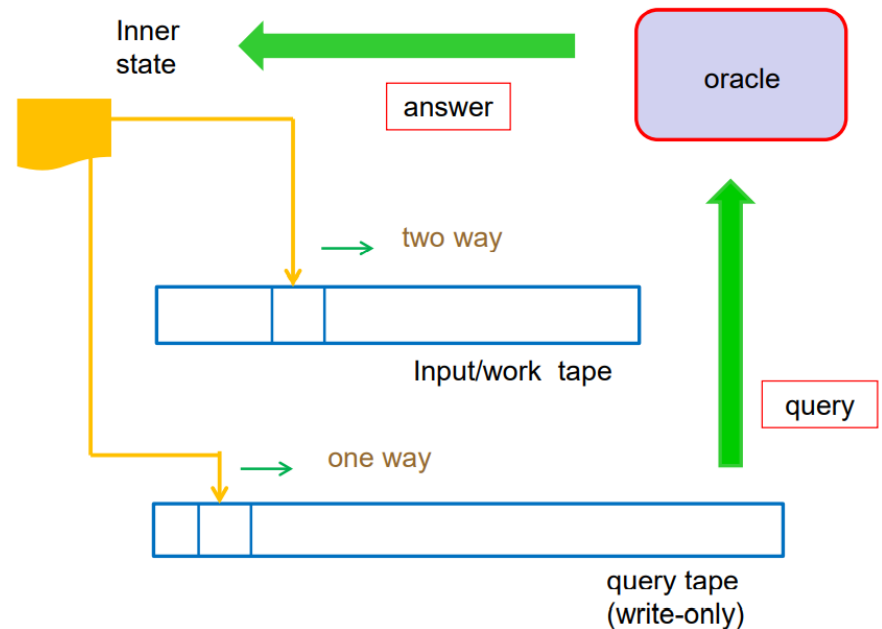 Inner
state
answer
oracle
two way
Input/work tape
query
one way
query tape
(write-only)